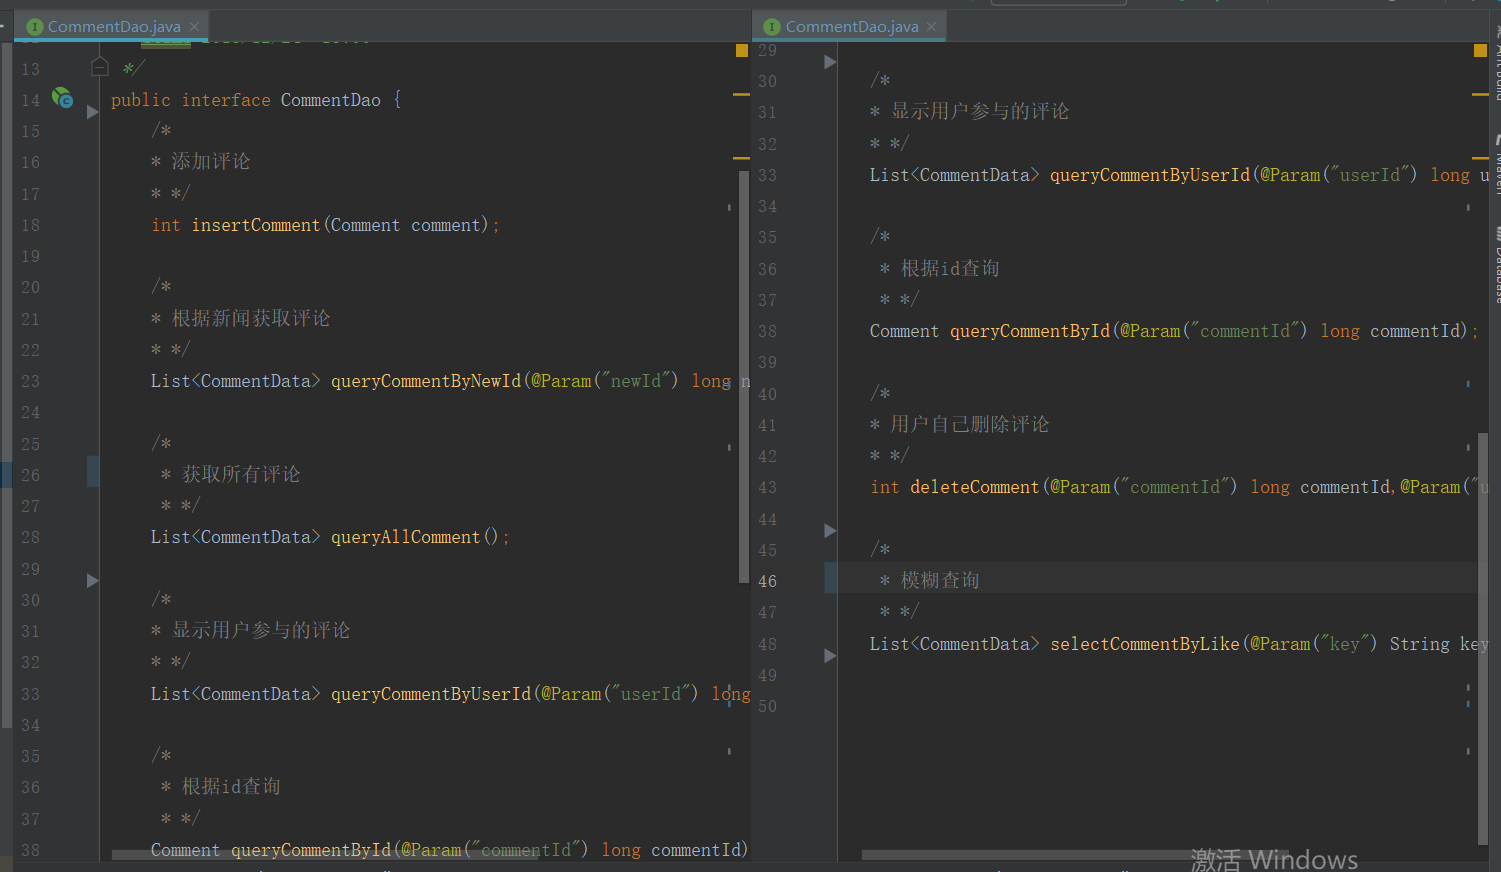 CommentDao.java
13 */
14 public interface CommentDao {
15 /*
16 * 添加评论
17 * */
18 int insertComment(Comment comment);
19
20 /*
21 * 根据新闻获取评论
22 * */
23 List<CommentData> queryCommentByNewId(@Param("newId") long n
24
25 /*
26 * 获取所有评论
27 * */
28 List<CommentData> queryAllComment();
29
30 /*
31 * 显示用户参与的评论
32 * */
33 List<CommentData> queryCommentByUserId(@Param("userId") long
34
35 /*
36 * 根据id查询
37 * */
38 Comment queryCommentById(@Param("commentId") long commentId)
CommentDao.java
29
30 /*
31 * 显示用户参与的评论
32 * */
33 List<CommentData> queryCommentByUserId(@Param("userId") long u
34
35 /*
36 * 根据id查询
37 * */
38 Comment queryCommentById(@Param("commentId") long commentId);
39
40 /*
41 * 用户自己删除评论
42 * */
43 int deleteComment(@Param("commentId") long commentId,@Param("u
44
45 /*
46 * 模糊查询
47 * */
48 List<CommentData> selectCommentByLike(@Param("key") String key
49
50
Database
激活 Windows